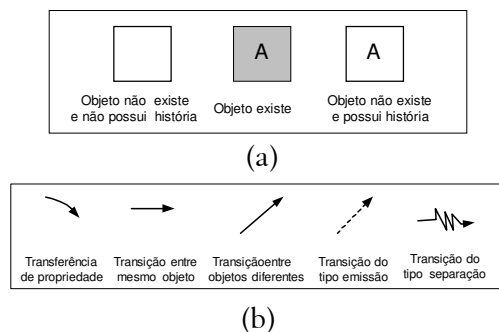 A
A
Objeto não existe
e não possui história
Objeto existe
Objeto não existe
e possui história
(a)
Transferência
de propriedade
Transição entre
mesmo objeto
Transiçãoentre
objetos diferentes
Transição do
tipo emissão
Transição do
tipo separação
(b)